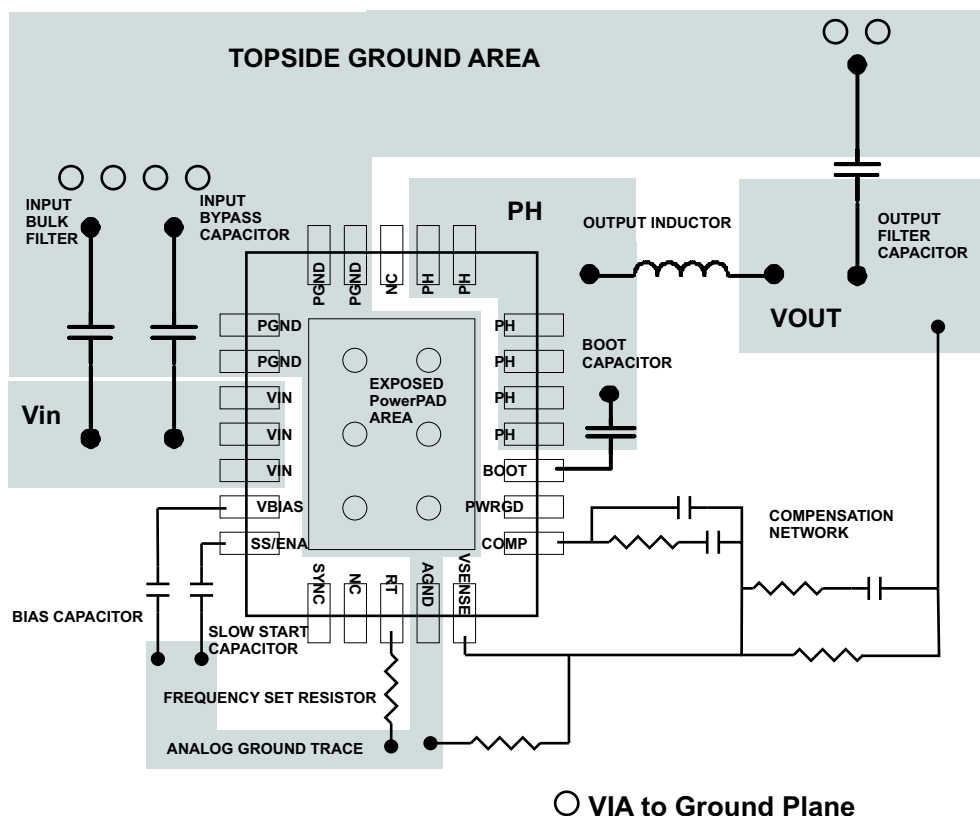 TOPSIDE GROUND AREA
INPUT
BULK
FILTER
INPUT
BYPASS
CAPACITOR
PH
OUTPUT INDUCTOR
OUTPUT
FILTER
CAPACITOR
VOUT
PGND
PGND
NC
PH
PH
PGND
PGND
VIN
VIN
VIN
VBIAS
SS/ENA
Vin
EXPOSED
PowerPAD
AREA
PH
PH
PH
PH
BOOT
PWRGD
COMP
BOOT
CAPACITOR
SYNC
NC
RT
AGND
VSENSE
COMPENSATION
NETWORK
BIAS CAPACITOR
SLOW START
CAPACITOR
FREQUENCY SET RESISTOR
ANALOG GROUND TRACE
VIA to Ground Plane